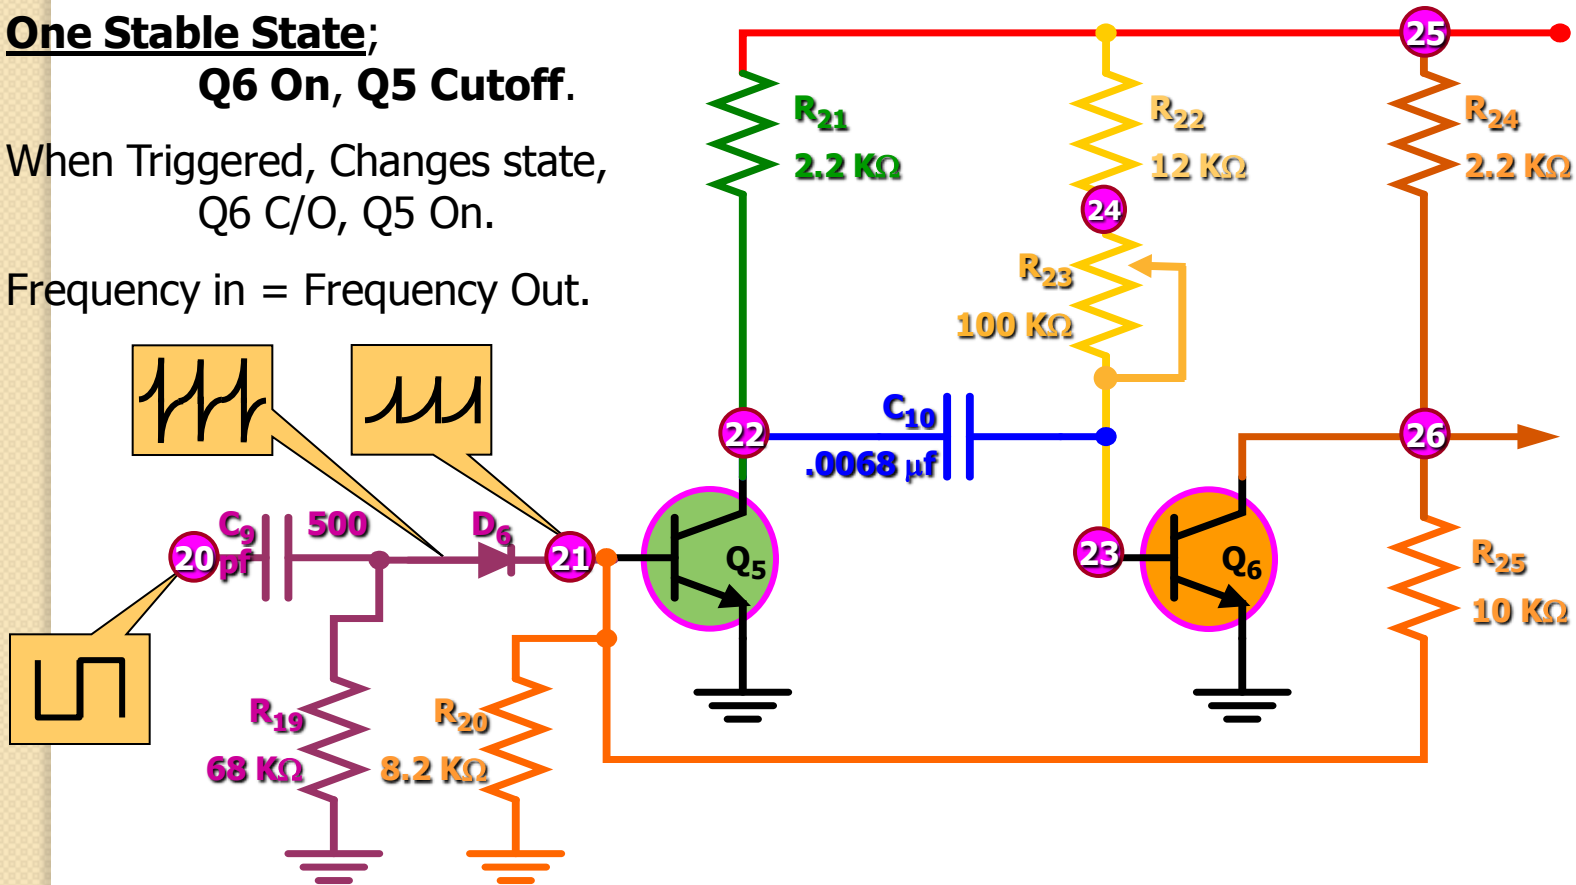 One Stable State;
Q6 On, Q5 Cutoff.
When Triggered, Changes state,
Q6 C/O, Q5 On.
Frequency in = Frequency Out.
25
R21
2.2 KΩ
R22
12 KΩ
R24
2.2 KΩ
24
R23
100 KΩ
22
C10
.0068 μf
26
20
C9 500
pf
D6
21
Q5
23
Q6
R25
10 KΩ
R19
68 KΩ
R20
8.2 KΩ